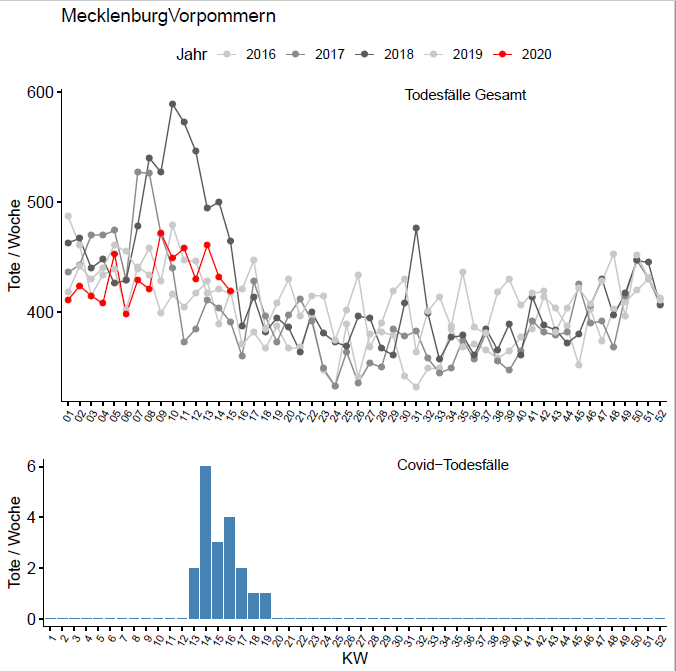 MecklenburgVorpommern
Jahr 2016 2017 2018 2019 2020
Todesfälle Gesamt
Tote / Woche
600
500
400
01 02 03 04 05 06 07 08 09 10 11 12 13 14 15 16 17 18 19 20 21 22 23 24 25 26 27 28 29 30 31 32 33 34 35 36 37 38 39 40 41 42 43 44 45 46 47 48 49 50 51 52
Covid−Todesfälle
Tote / Woche
6
4
2
0
1 2 3 4 5 6 7 8 9 10 11 12 13 14 15 16 17 18 19 20 21 22 23 24 25 26 27 28 29 30 31 32 33 34 35 36 37 38 39 40 41 42 43 44 45 46 47 48 49 50 51 52
KW